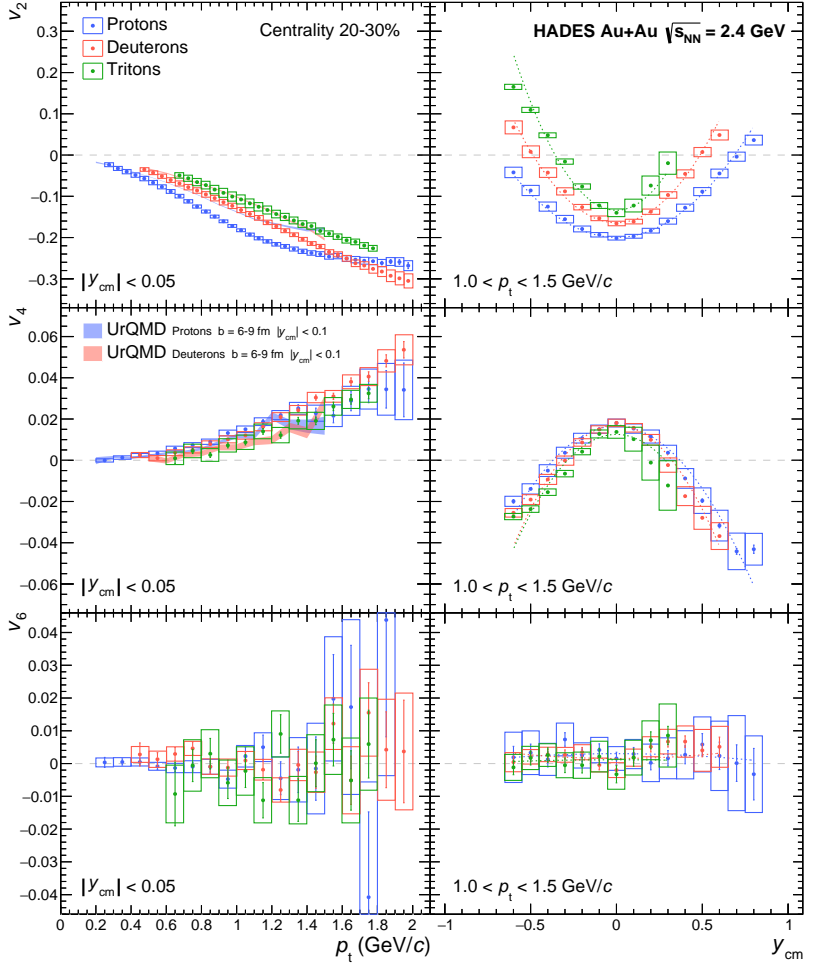 v2
0.3
0.2
0.1
0
−0.1
−0.2
−0.3
Protons
Deuterons
Tritons
Centrality 20-30%
|ycm| < 0.05
HADES Au+Au √sNN = 2.4 GeV
1.0 < pt < 1.5 GeV/c
v4
0.06
0.04
0.02
0
−0.02
−0.04
−0.06
UrQMD Protons b = 6-9 fm |ycm| < 0.1
UrQMD Deuterons b = 6-9 fm |ycm| < 0.1
|ycm| < 0.05
1.0 < pt < 1.5 GeV/c
v6
0.04
0.03
0.02
0.01
0
−0.01
−0.02
−0.03
−0.04
|ycm| < 0.05
1.0 < pt < 1.5 GeV/c
0 0.2 0.4 0.6 0.8 1 1.2 1.4 1.6 1.8 2
−1 −0.5 0 0.5 1
pt (GeV/c)
ycm